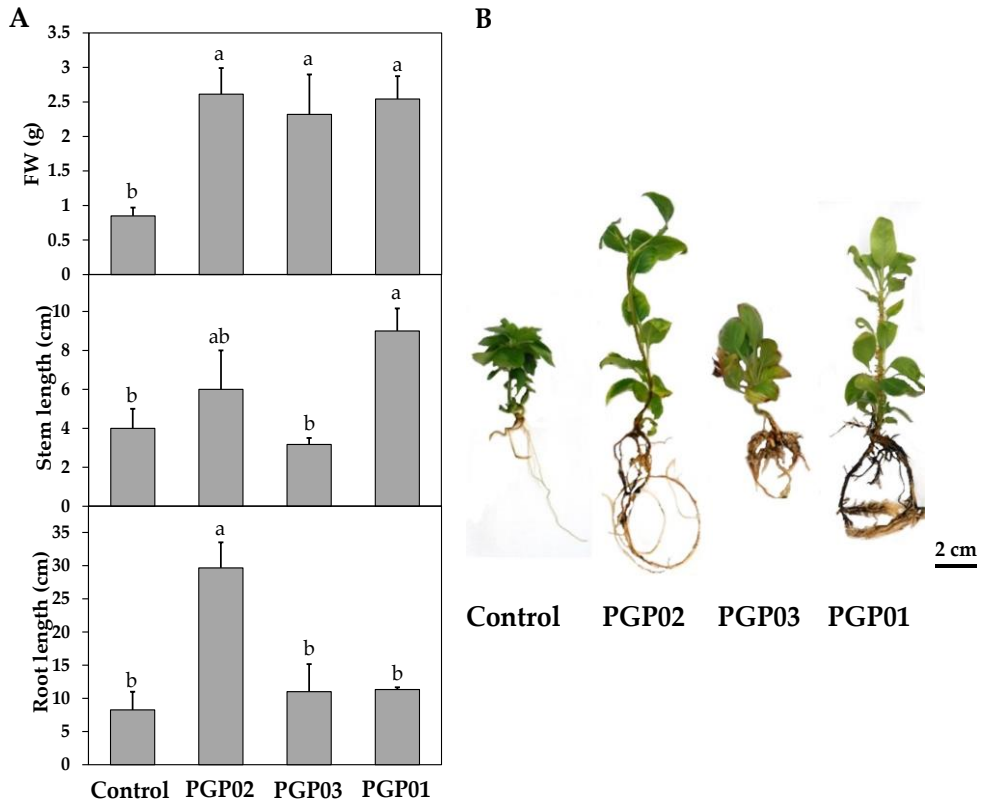 A
B
FW (g)
3.5
3
2.5
2
1.5
1
0.5
0
b
a
a
a
Stem length (cm)
10
8
6
4
2
0
b
ab
b
a
Root length (cm)
35
30
25
20
15
10
5
0
b
a
b
b
Control PGP02 PGP03 PGP01
2 cm
Control PGP02 PGP03 PGP01